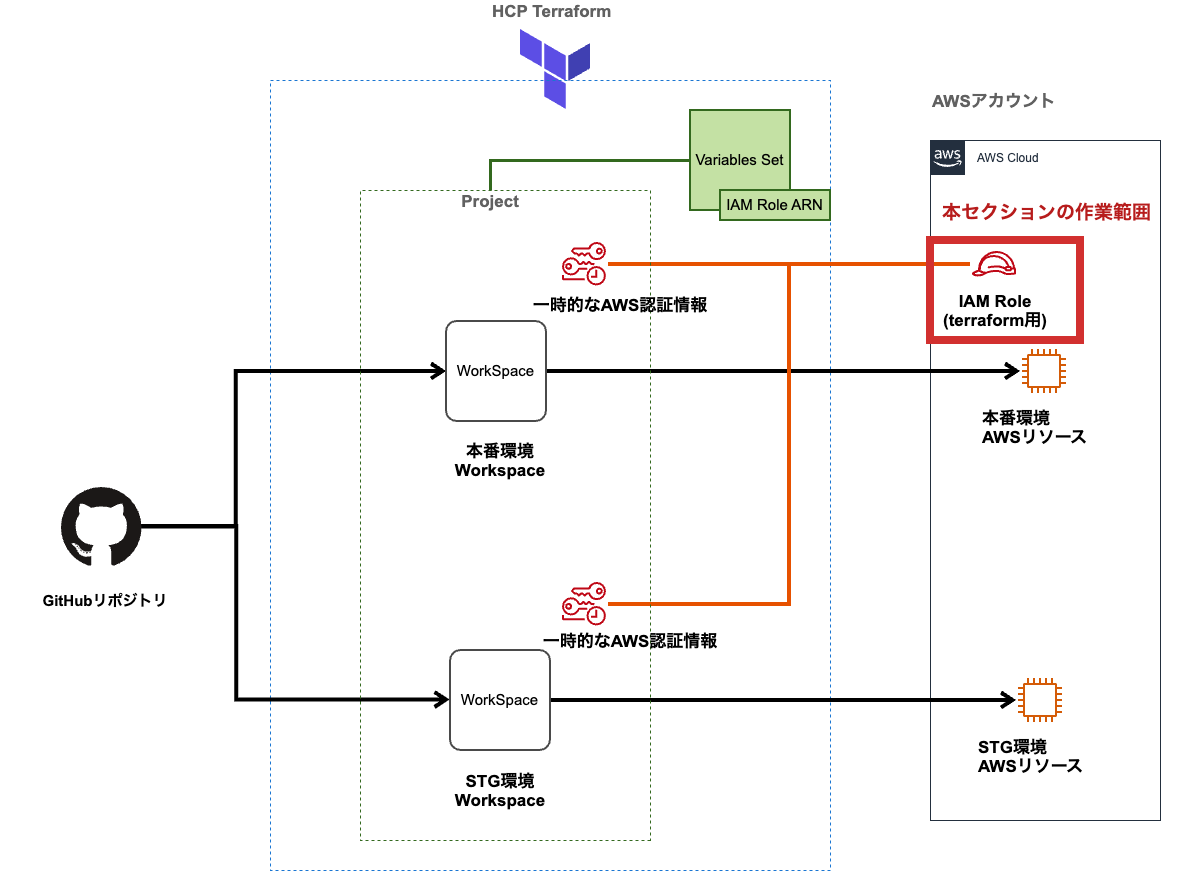 HCP Terraform
AWSアカウント
aws
AWS Cloud
Variables Set
IAM Role ARN
Project
本セクションの作業範囲
一時的なAWS認証情報
IAM Role
(terraform用)
WorkSpace
本番環境
Workspace
本番環境
AWSリソース
GitHubリポジトリ
一時的なAWS認証情報
WorkSpace
STG環境
Workspace
STG環境
AWSリソース